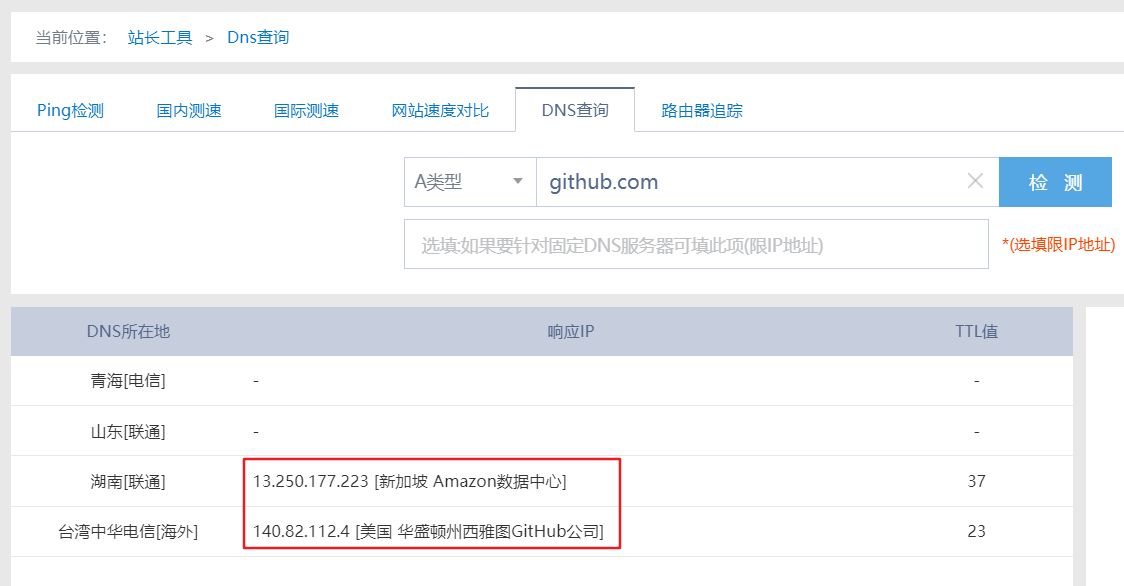 当前位置： 站长工具 > Dns查询
Ping检测 国内测速 国际测速 网站速度对比 DNS查询 路由器追踪
A类型 github.com 检 测
选填:如果要针对固定DNS服务器可填此项(限IP地址) *(选填限IP地址)
DNS所在地 响应IP TTL值
青海[电信] - -
山东[联通] - -
湖南[联通] 13.250.177.223 [新加坡 Amazon数据中心] 37
台湾中华电信[海外] 140.82.112.4 [美国 华盛顿州西雅图GitHub公司] 23